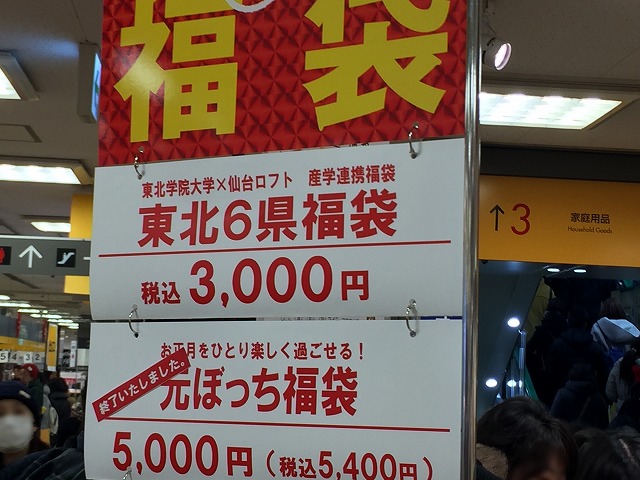 福袋
東北学院大学×仙台ロフト 産学連携福袋
東北6県福袋
税込 3,000円
お正月をひとり楽しく過ごせる！
終了いたしました。
元ぼっち福袋
5,000円（税込5,400円）
↑3 家庭用品
Household Goods
5 4 3 2